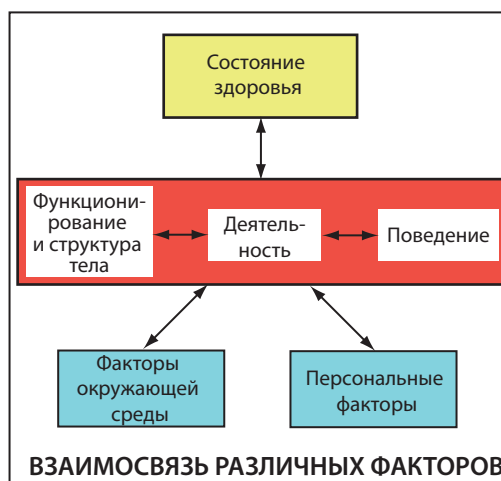 Состояние
здоровья
Функциони-
рование
и структура
тела
Деятель-
ность
Поведение
Факторы
окружающей
среды
Персональные
факторы
ВЗАИМОСВЯЗЬ РАЗЛИЧНЫХ ФАКТОРОВ